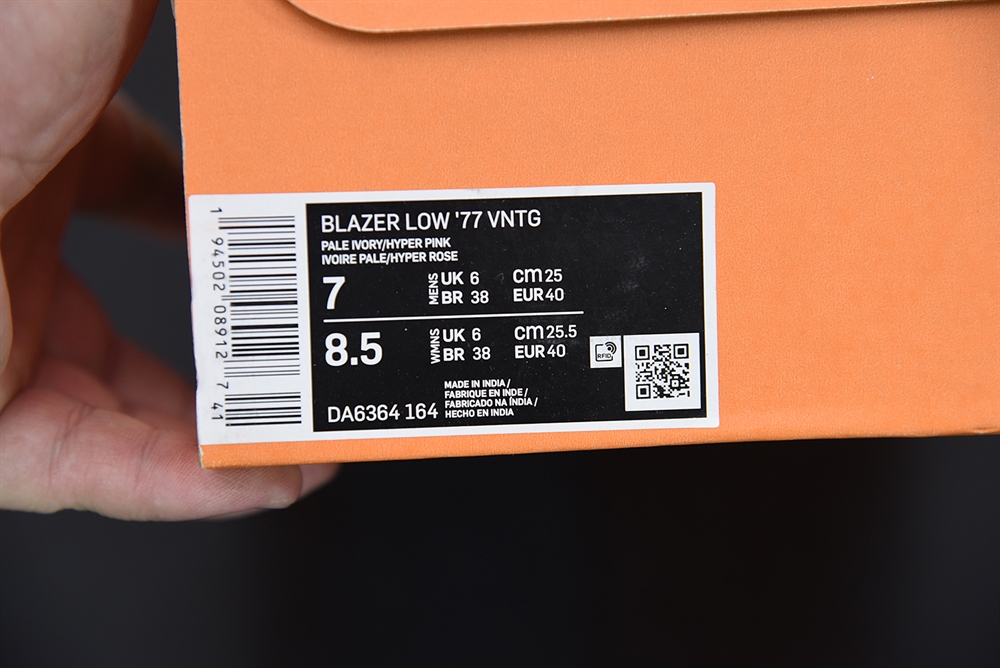 BLAZER LOW '77 VNTG
PALE IVORY/HYPER PINK
IVOIRE PALE/HYPER ROSE
7 MENS UK 6 cm 25
BR 38 EUR 40
8.5 WMNS UK 6 cm 25.5
BR 38 EUR 40
RFID
MADE IN INDIA /
FABRIQUE EN INDE /
FABRICADO NA ÍNDIA /
DA6364 164 HECHO EN INDIA
1 94502 08912 7 41